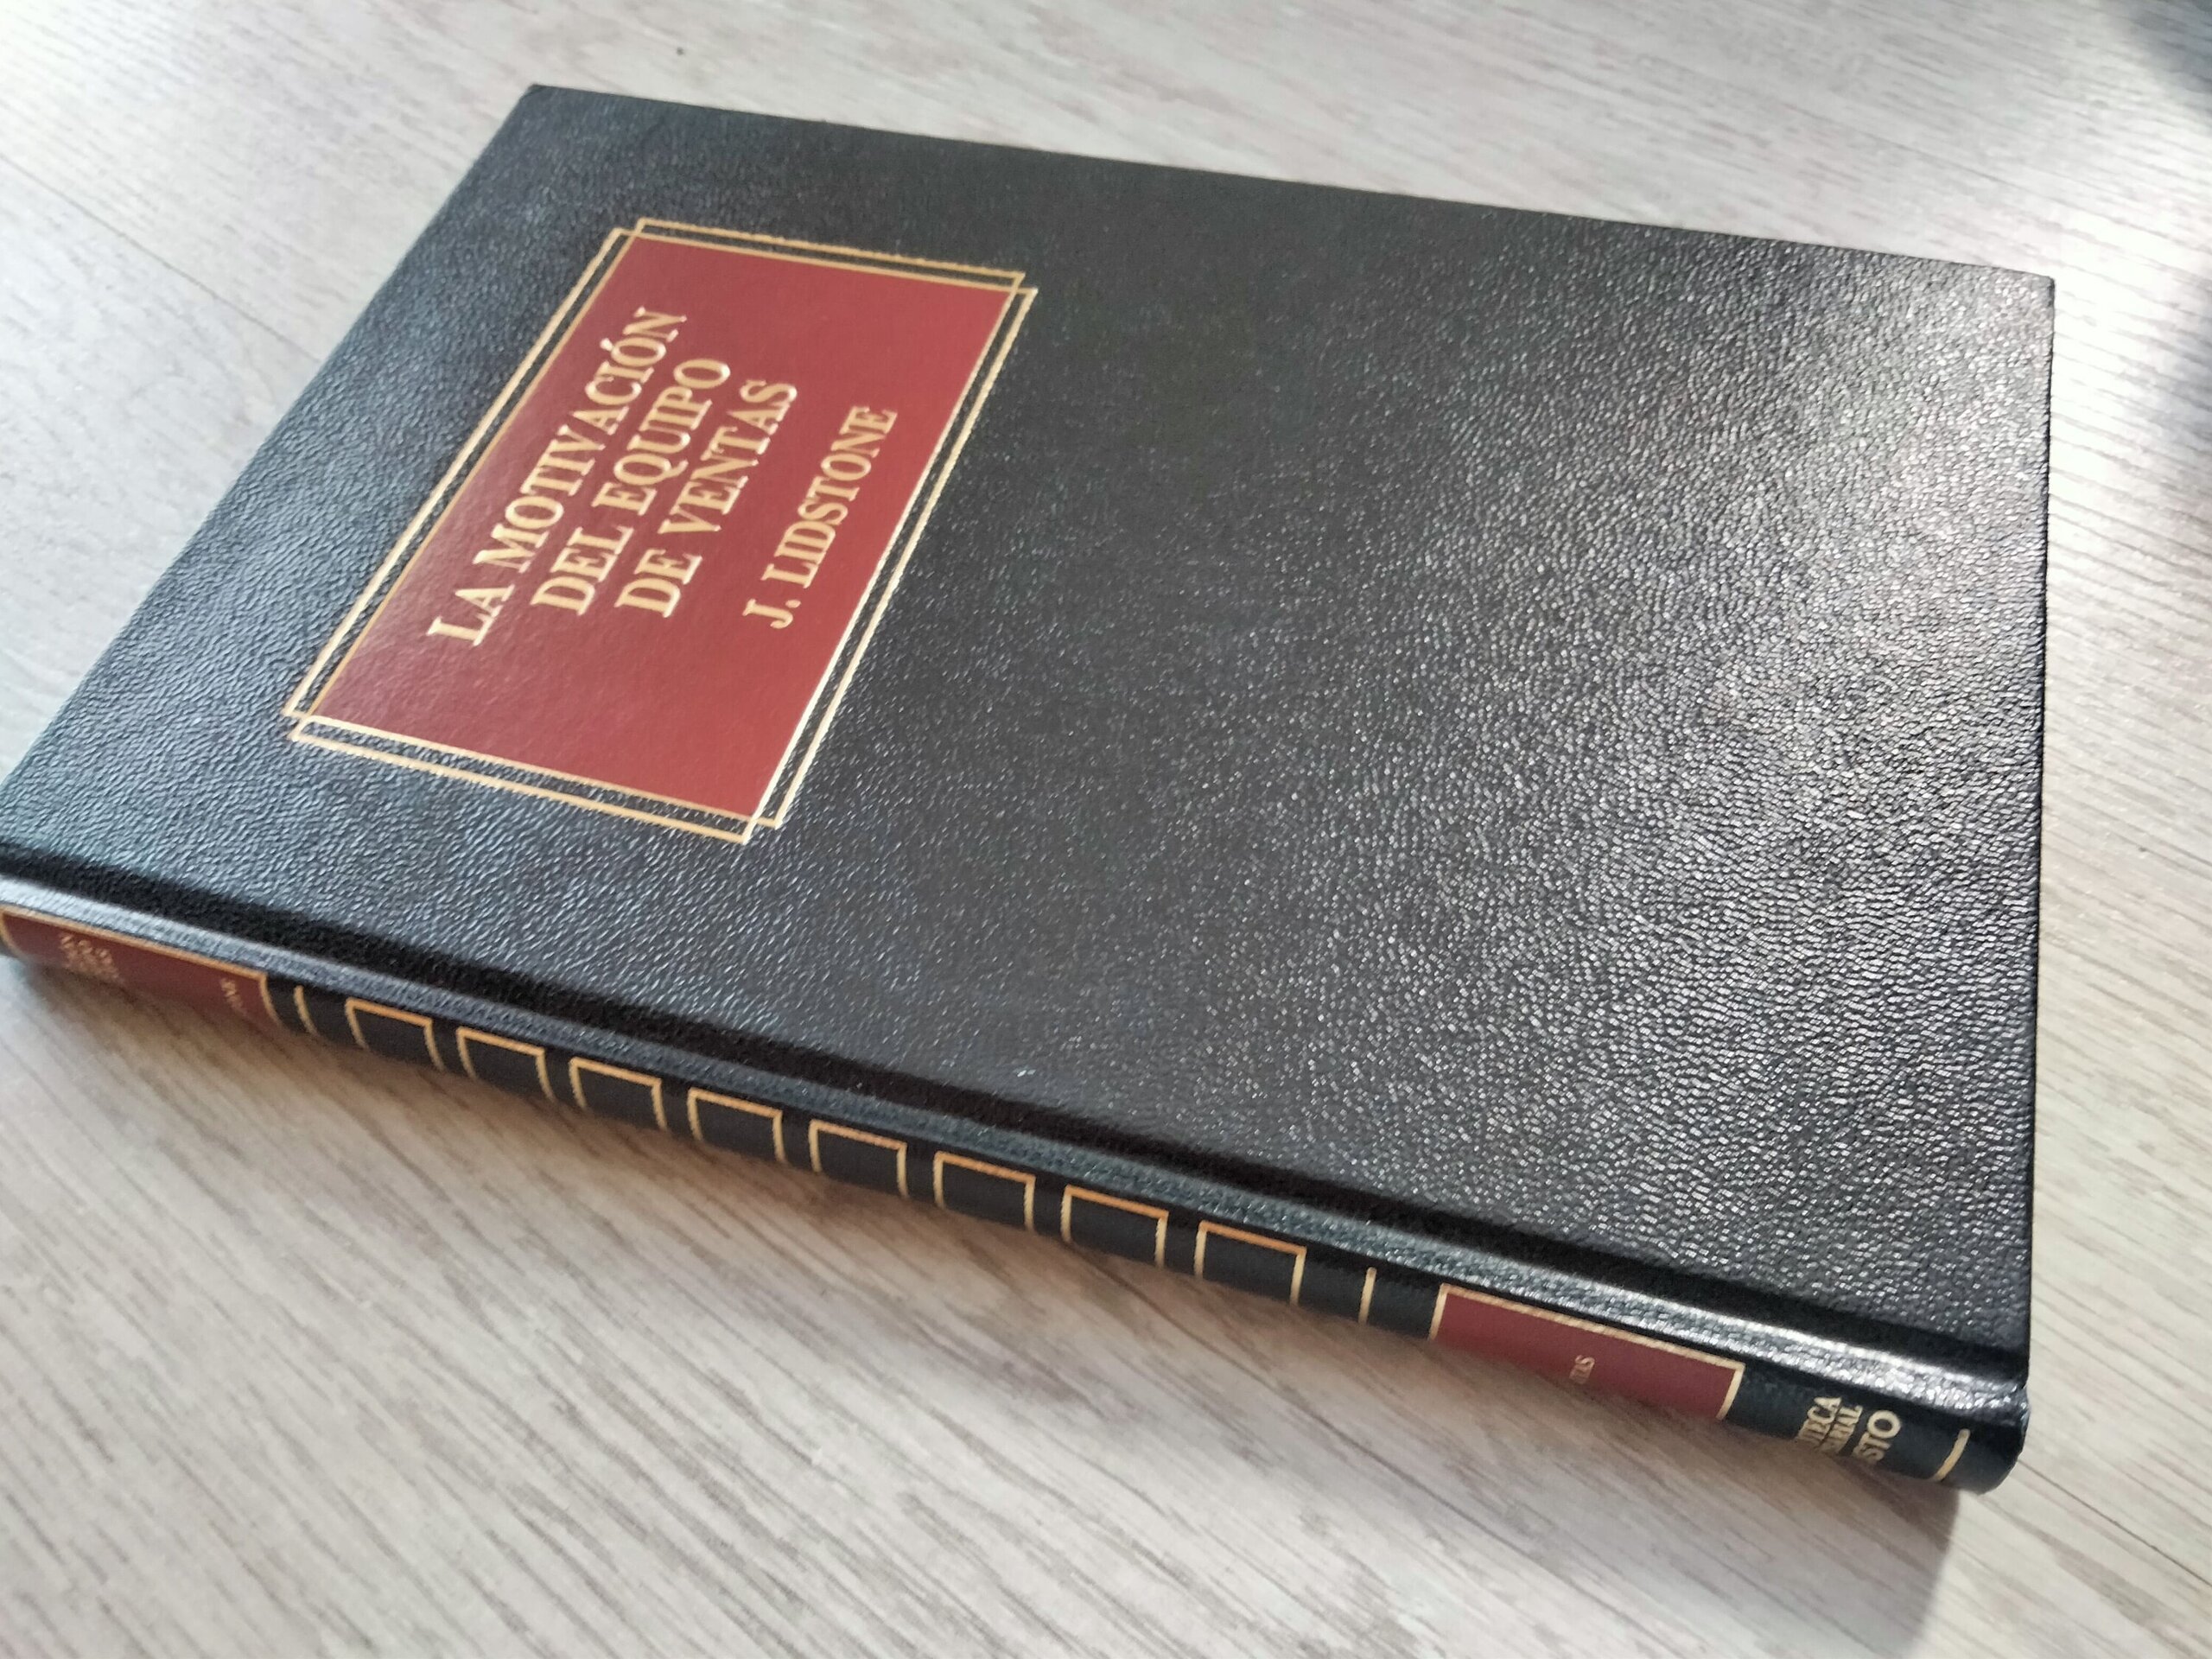 LA MOTIVACIÓN
DEL EQUIPO
DE VENTAS
J. LIDSTONE